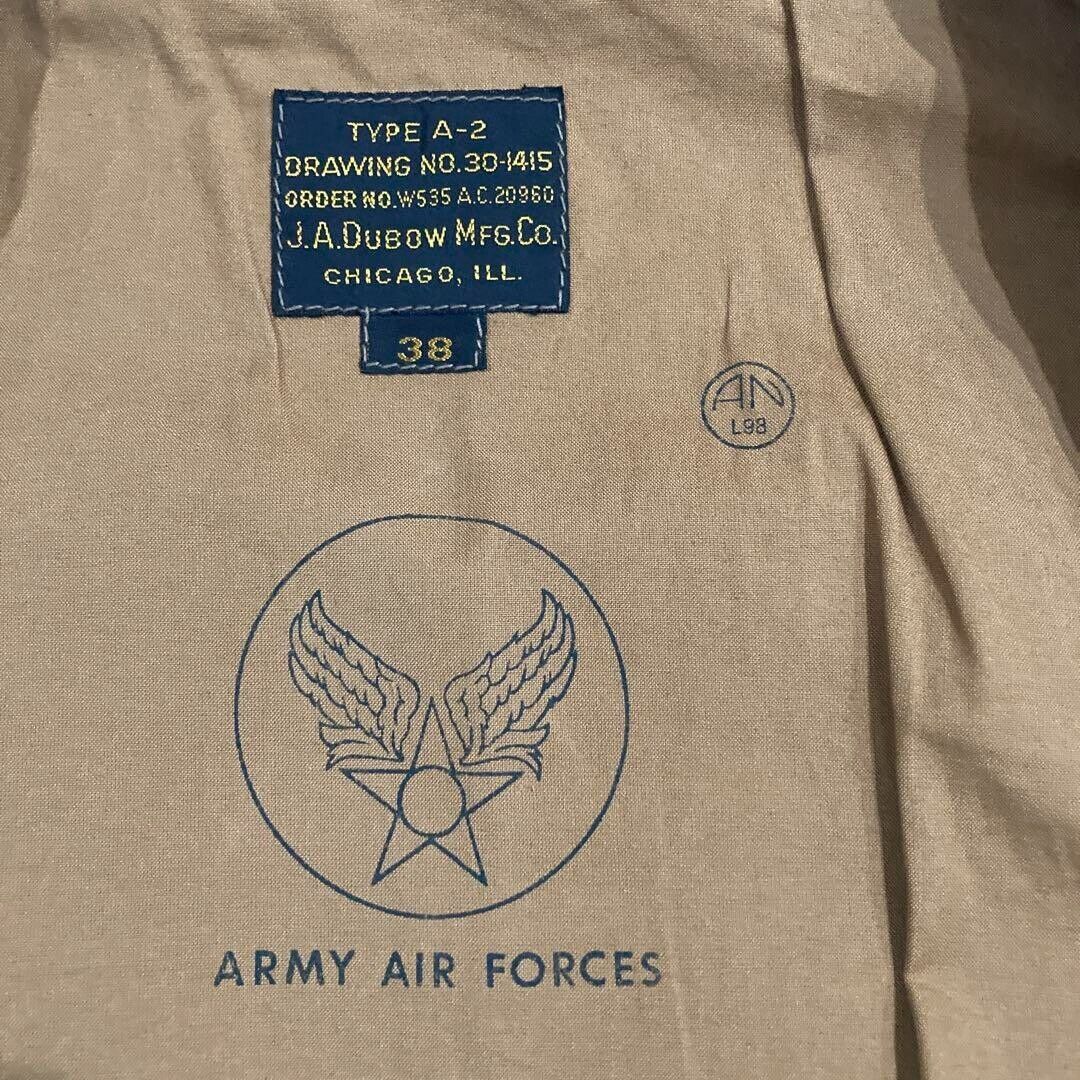 TYPE A-2
DRAWING NO.30-1415
ORDER NO.W535 A.C.20960
J.A.DUBOW MFG.CO.
CHICAGO, ILL.
38
AN
L98
ARMY AIR FORCES